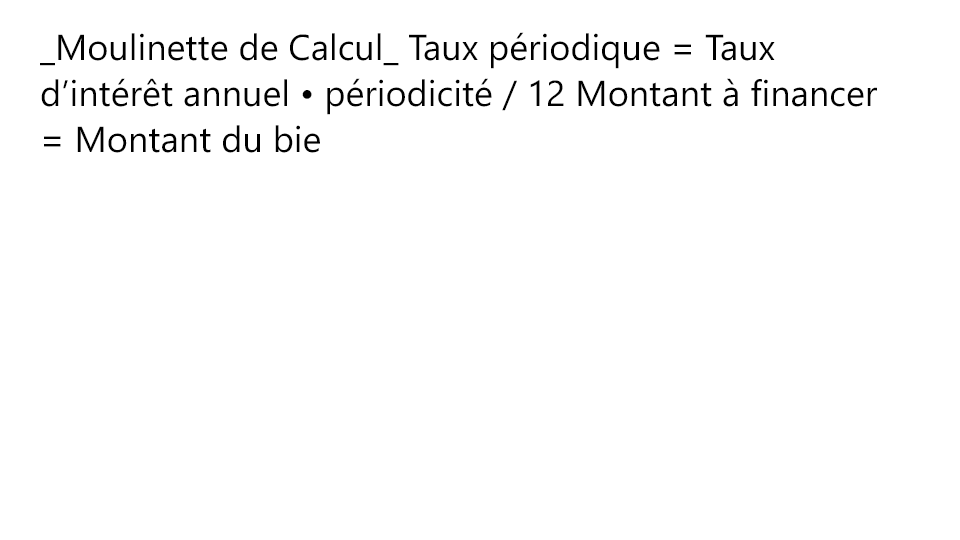 _Moulinette de Calcul_ Taux périodique = Taux
d’intérêt annuel • périodicité / 12 Montant à financer
= Montant du bie